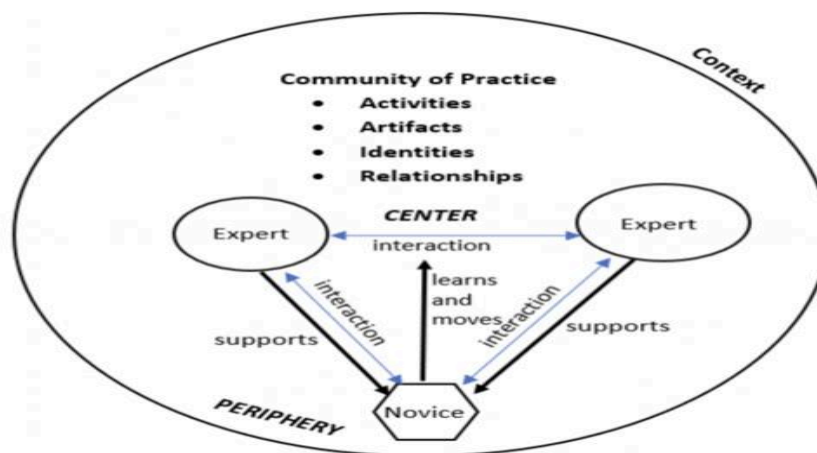 Context
Community of Practice
• Activities
• Artifacts
• Identities
• Relationships
CENTER
Expert
Expert
interaction
learns
and
moves
interaction
interaction
supports
supports
Novice
PERIPHERY